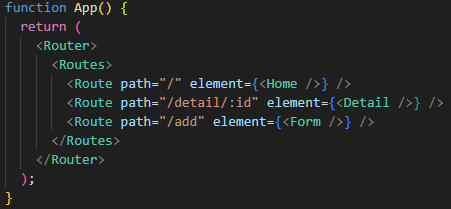 function App() {
  return (
    <Router>
      <Routes>
        <Route path="/" element={<Home />} />
        <Route path="/detail/:id" element={<Detail />} />
        <Route path="/add" element={<Form />} />
      </Routes>
    </Router>
  );
}